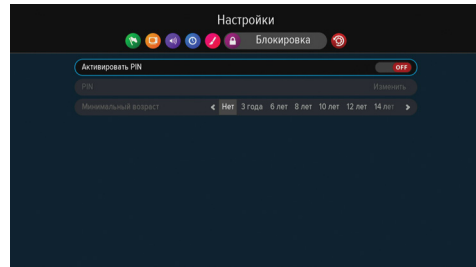 Настройки
Блокировка
Активировать PIN OFF
PIN Изменить
Минимальный возраст Нет 3 года 6 лет 8 лет 10 лет 12 лет 14 лет